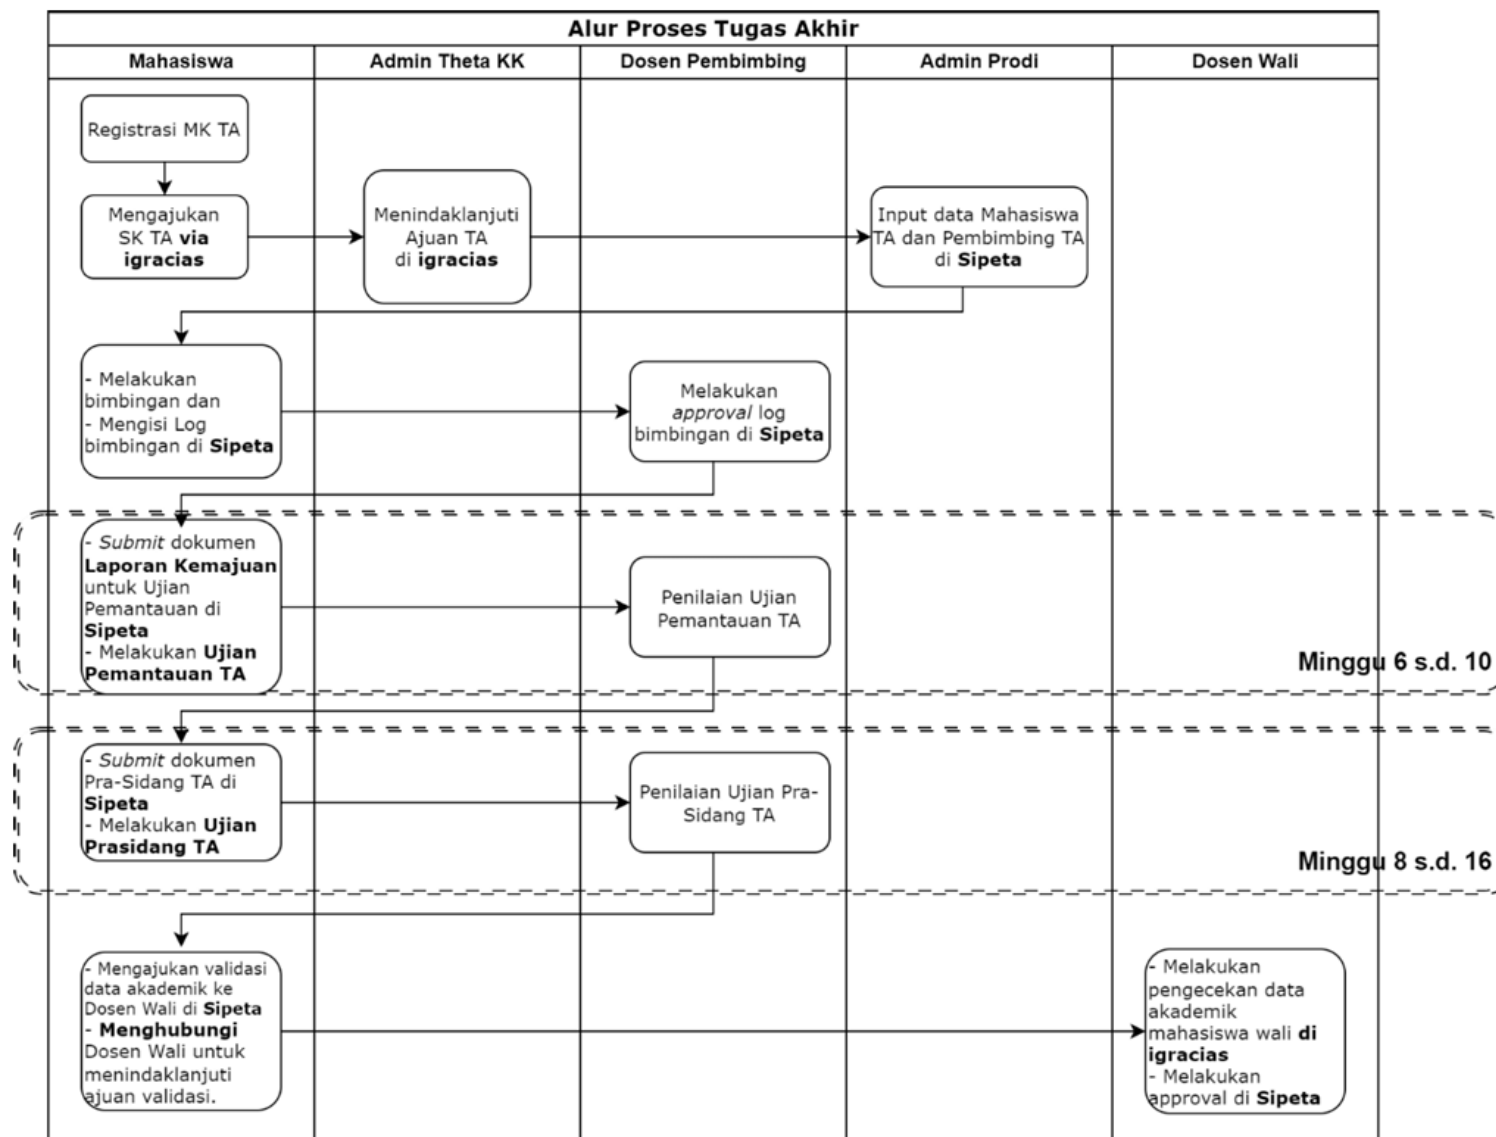 Alur Proses Tugas Akhir
Mahasiswa
Admin Theta KK
Dosen Pembimbing
Admin Prodi
Dosen Wali
Registrasi MK TA
Mengajukan
SK TA via
igracias
Menindaklanjuti
Ajuan TA
di igracias
Input data Mahasiswa
TA dan Pembimbing TA
di Sipeta
- Melakukan
bimbingan dan
- Mengisi Log
bimbingan di Sipeta
Melakukan
approval log
bimbingan di Sipeta
- Submit dokumen
Laporan Kemajuan
untuk Ujian
Pemantauan di
Sipeta
- Melakukan Ujian
Pemantauan TA
Penilaian Ujian
Pemantauan TA
Minggu 6 s.d. 10
- Submit dokumen
Pra-Sidang TA di
Sipeta
- Melakukan Ujian
Prasidang TA
Penilaian Ujian Pra-
Sidang TA
Minggu 8 s.d. 16
- Mengajukan validasi
data akademik ke
Dosen Wali di Sipeta
- Menghubungi
Dosen Wali untuk
menindaklanjuti
ajuan validasi.
- Melakukan
pengecekan data
akademik
mahasiswa wali di
igracias
- Melakukan
approval di Sipeta